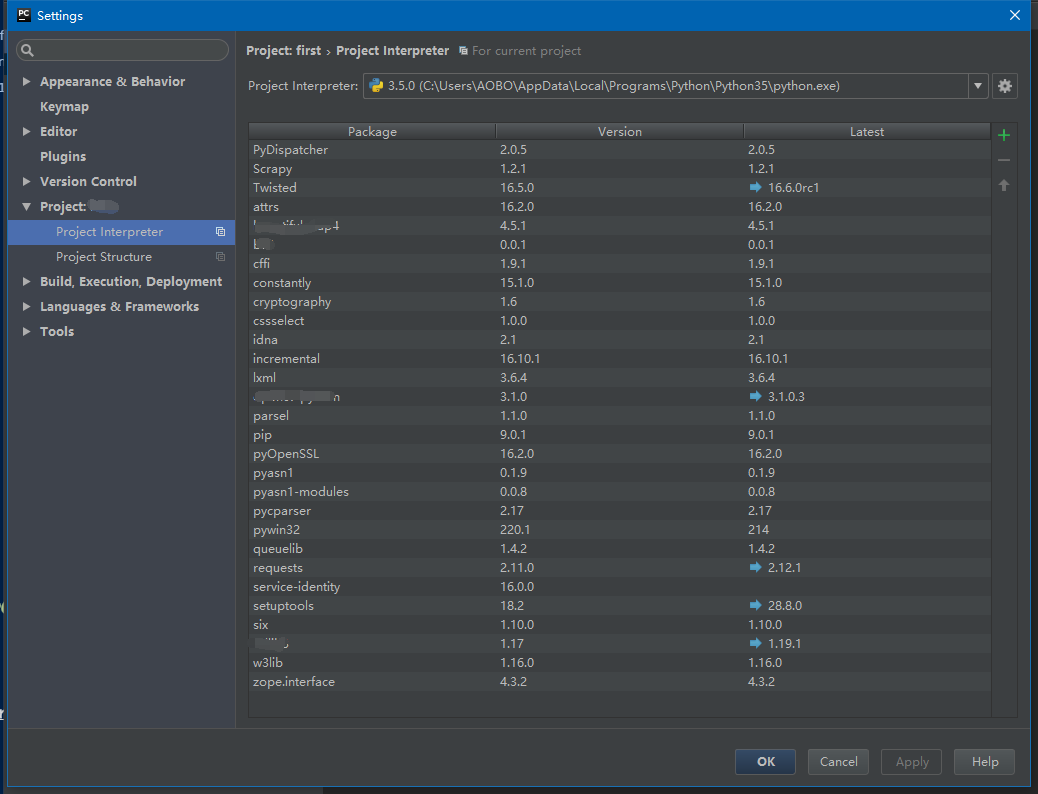 PC Settings
Project: first › Project Interpreter For current project
Appearance & Behavior
Keymap
Editor
Plugins
Version Control
Project:
Project Interpreter
Project Structure
Build, Execution, Deployment
Languages & Frameworks
Tools
Project Interpreter: 3.5.0 (C:\Users\AOBO\AppData\Local\Programs\Python\Python35\python.exe)
Package Version Latest
PyDispatcher 2.0.5 2.0.5
Scrapy 1.2.1 1.2.1
Twisted 16.5.0 16.6.0rc1
attrs 16.2.0 16.2.0
4.5.1 4.5.1
0.0.1 0.0.1
cffi 1.9.1 1.9.1
constantly 15.1.0 15.1.0
cryptography 1.6 1.6
cssselect 1.0.0 1.0.0
idna 2.1 2.1
incremental 16.10.1 16.10.1
lxml 3.6.4 3.6.4
3.1.0 3.1.0.3
parsel 1.1.0 1.1.0
pip 9.0.1 9.0.1
pyOpenSSL 16.2.0 16.2.0
pyasn1 0.1.9 0.1.9
pyasn1-modules 0.0.8 0.0.8
pycparser 2.17 2.17
pywin32 220.1 214
queuelib 1.4.2 1.4.2
requests 2.11.0 2.12.1
service-identity 16.0.0
setuptools 18.2 28.8.0
six 1.10.0 1.10.0
1.17 1.19.1
w3lib 1.16.0 1.16.0
zope.interface 4.3.2 4.3.2
OK Cancel Apply Help